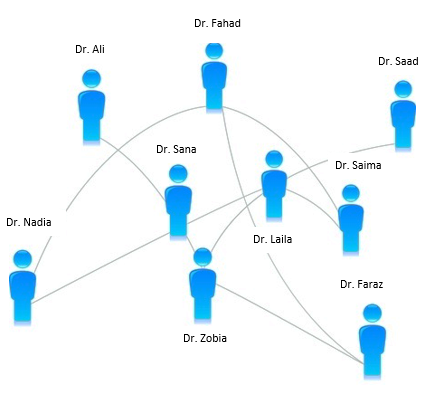 Dr. Fahad
Dr. Ali
Dr. Saad
Dr. Sana
Dr. Saima
Dr. Nadia
Dr. Laila
Dr. Faraz
Dr. Zobia